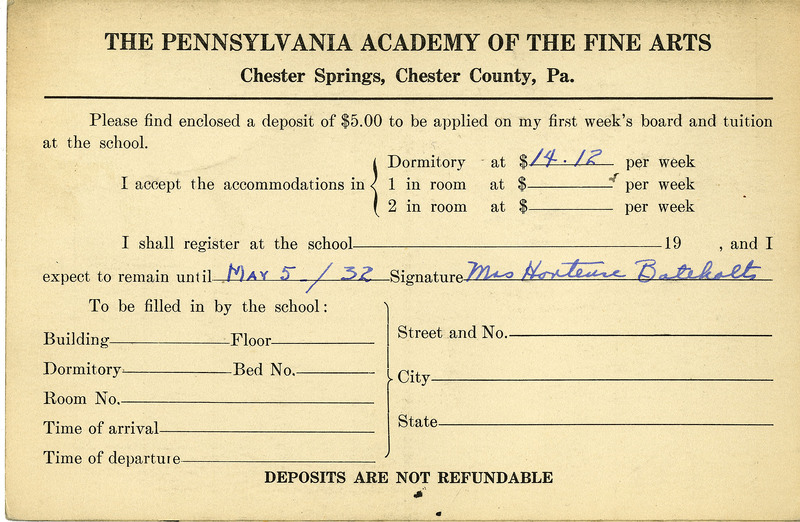 THE PENNSYLVANIA ACADEMY OF THE FINE ARTS
Chester Springs, Chester County, Pa.
Please find enclosed a deposit of $5.00 to be applied on my first week's board and tuition
at the school.
I accept the accommodations in
Dormitory at $14.12 per week
1 in room at $ per week
2 in room at $ per week
I shall register at the school 19 , and I
expect to remain until May 5 - / 32 Signature Mrs Hortense Bateholts
To be filled in by the school:
Building Floor
Dormitory Bed No.
Room No.
Time of arrival
Time of departure
Street and No.
City
State
DEPOSITS ARE NOT REFUNDABLE